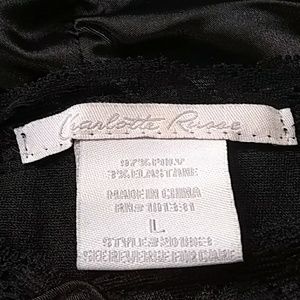 Charlotte Russe
97% POLY
3% ELASTANE
MADE IN CHINA
L
SEE REVERSE FOR CARE